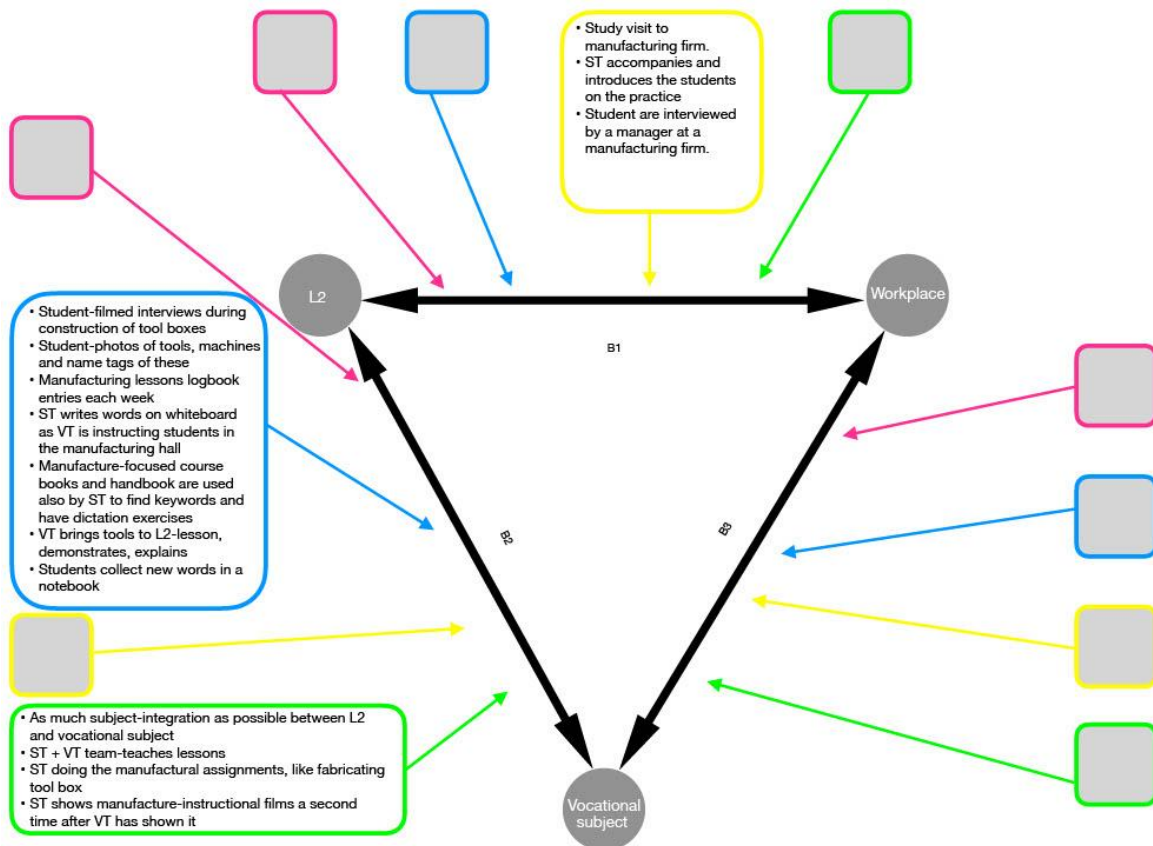 • Study visit to
manufacturing firm.
• ST accompanies and
introduces the students
on the practice
• Student are interviewed
by a manager at a
manufacturing firm.
L2
Workplace
B1
• Student-filmed interviews during
construction of tool boxes
• Student-photos of tools, machines
and name tags of these
• Manufacturing lessons logbook
entries each week
• ST writes words on whiteboard
as VT is instructing students in
the manufacturing hall
• Manufacture-focused course
books and handbook are used
also by ST to find keywords and
have dictation exercises
• VT brings tools to L2-lesson,
demonstrates, explains
• Students collect new words in a
notebook
B2
B3
• As much subject-integration as possible between L2
and vocational subject
• ST + VT team-teaches lessons
• ST doing the manufactural assignments, like fabricating
tool box
• ST shows manufacture-instructional films a second
time after VT has shown it
Vocational
subject